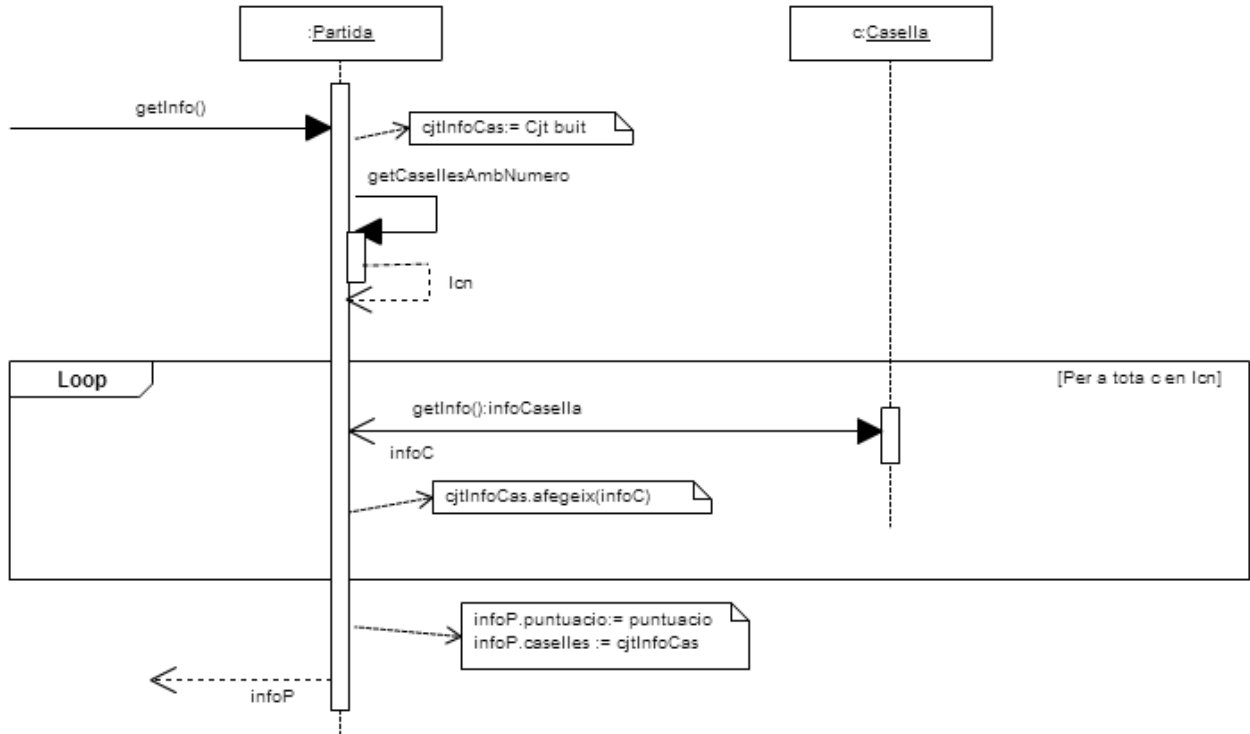 :Partida
c:Casella
getInfo()
cjtInfoCas:= Cjt buit
getCasellesAmbNumero
lcn
Loop
[Per a tota c en lcn]
getInfo():infoCasella
infoC
cjtInfoCas.afegeix(infoC)
infoP.puntuacio:= puntuacio
infoP.caselles := cjtInfoCas
infoP